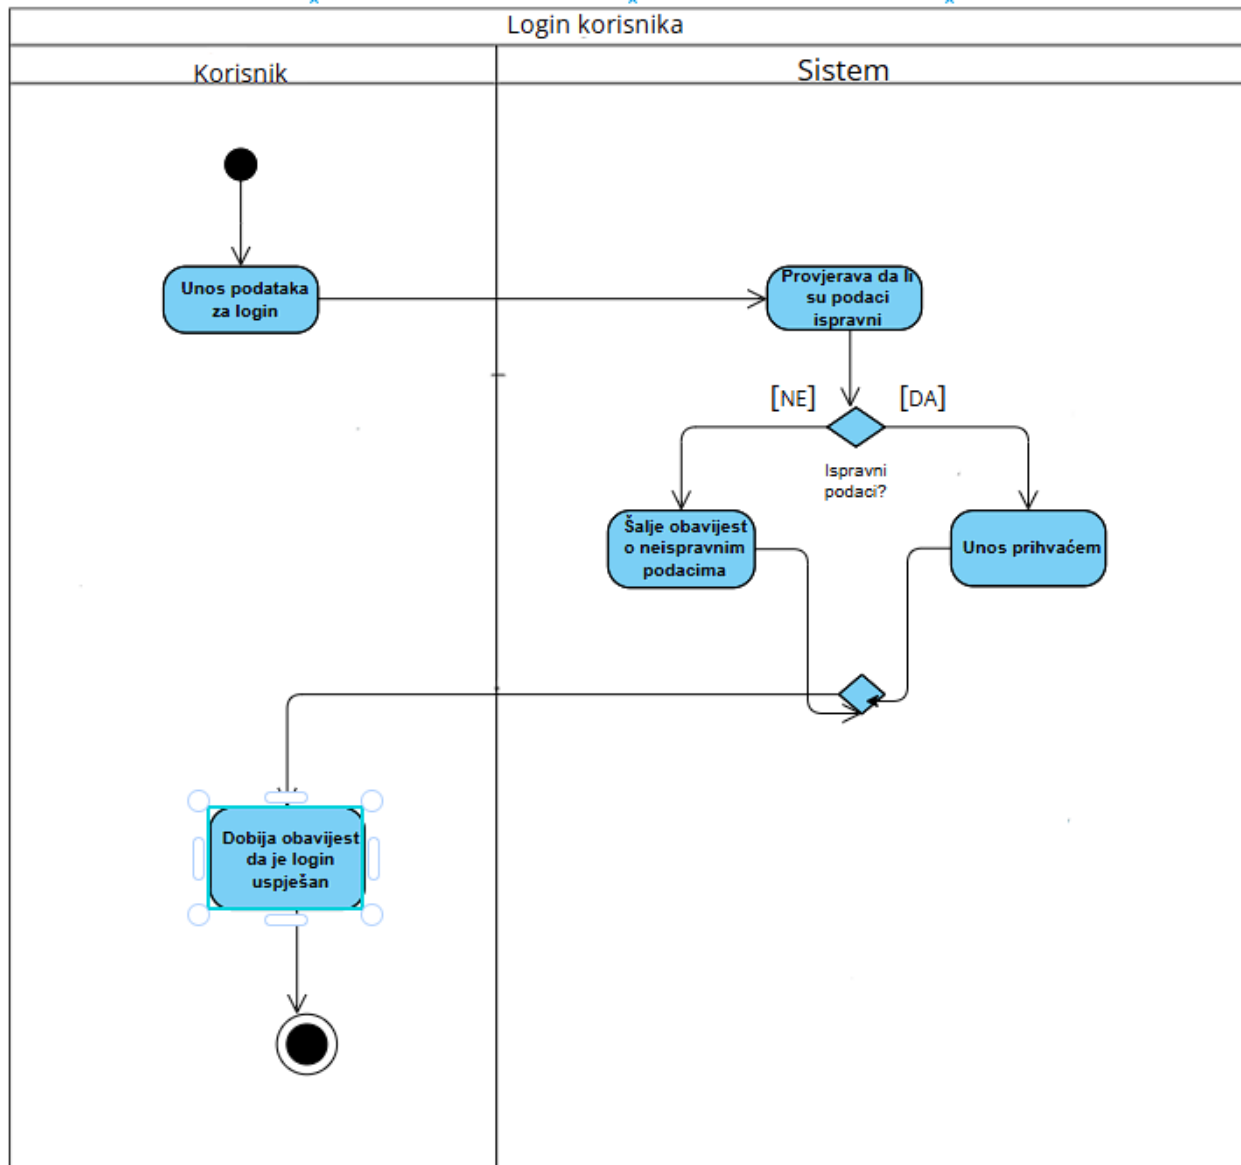 Login korisnika
Korisnik
Sistem
Unos podataka
za login
Provjerava da li
su podaci
ispravni
[NE]
[DA]
Ispravni
podaci?
Šalje obavijest
o neispravnim
podacima
Unos prihvaćem
Dobija obavijest
da je login
uspješan